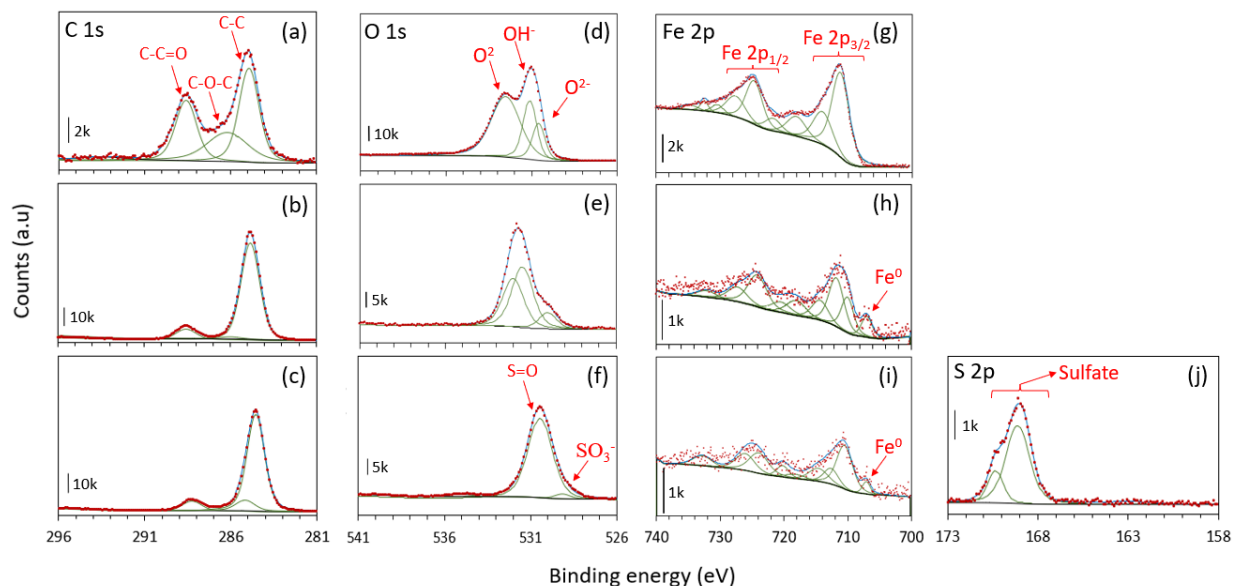 C 1s
(a)
C-C
C-C=O
C-O-C
2k
O 1s
(d)
OH-
O2
O2-
10k
Fe 2p
(g)
Fe 2p1/2
Fe 2p3/2
2k
(b)
10k
(e)
5k
(h)
Fe0
1k
(c)
10k
(f)
S=O
SO3-
5k
(i)
Fe0
1k
S 2p
(j)
Sulfate
1k
296 291 286 281
541 536 531 526
740 730 720 710 700
173 168 163 158
Counts (a.u)
Binding energy (eV)